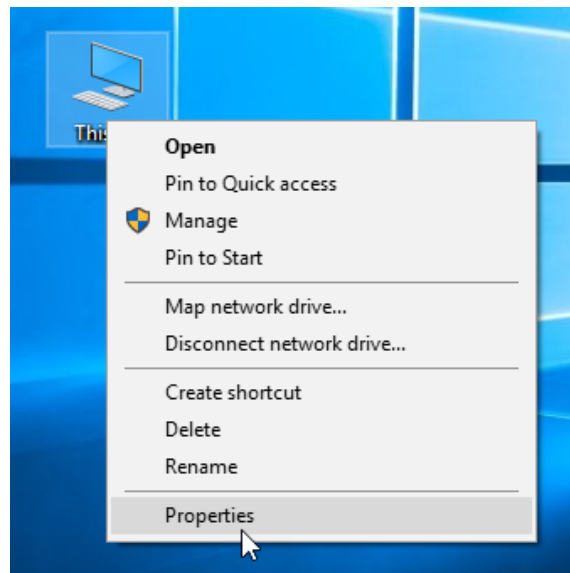 This
Open
Pin to Quick access
Manage
Pin to Start
Map network drive...
Disconnect network drive...
Create shortcut
Delete
Rename
Properties